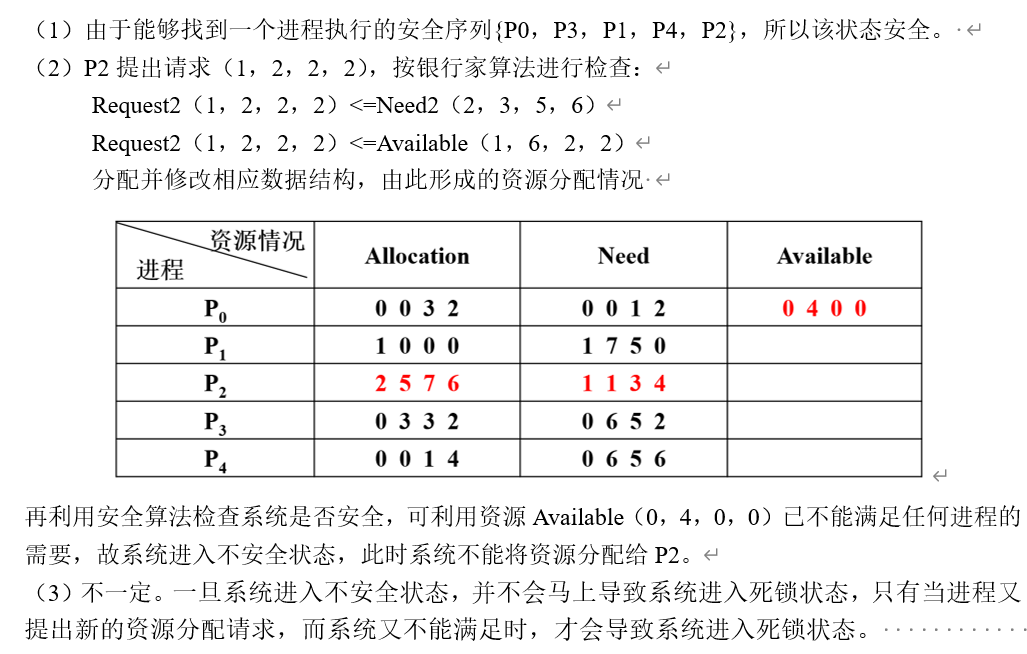 （1）由于能够找到一个进程执行的安全序列{P0，P3，P1，P4，P2}，所以该状态安全。
（2）P2 提出请求（1，2，2，2），按银行家算法进行检查：
Request2（1，2，2，2）<=Need2（2，3，5，6）
Request2（1，2，2，2）<=Available（1，6，2，2）
分配并修改相应数据结构，由此形成的资源分配情况
资源情况
进程 Allocation Need Available
P0 0 0 3 2 0 0 1 2 0 4 0 0
P1 1 0 0 0 1 7 5 0
P2 2 5 7 6 1 1 3 4
P3 0 3 3 2 0 6 5 2
P4 0 0 1 4 0 6 5 6
再利用安全算法检查系统是否安全，可利用资源 Available（0，4，0，0）已不能满足任何进程的
需要，故系统进入不安全状态，此时系统不能将资源分配给 P2。
（3）不一定。一旦系统进入不安全状态，并不会马上导致系统进入死锁状态，只有当进程又
提出新的资源分配请求，而系统又不能满足时，才会导致系统进入死锁状态。